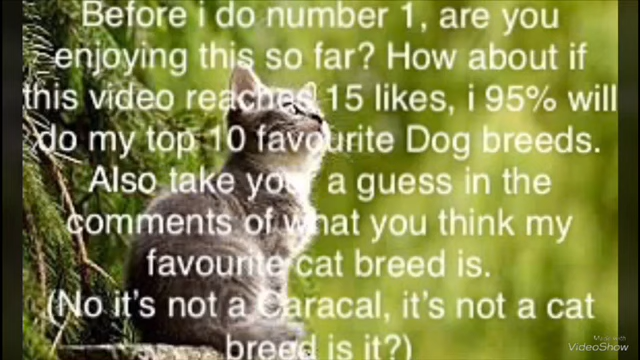 Before i do number 1, are you
enjoying this so far? How about if
this video reaches 15 likes, i 95% will
do my top 10 favourite Dog breeds.
Also take your a guess in the
comments of what you think my
favourite cat breed is.
(No it's not a Caracal, it's not a cat
breed is it?)
Made with
VideoShow